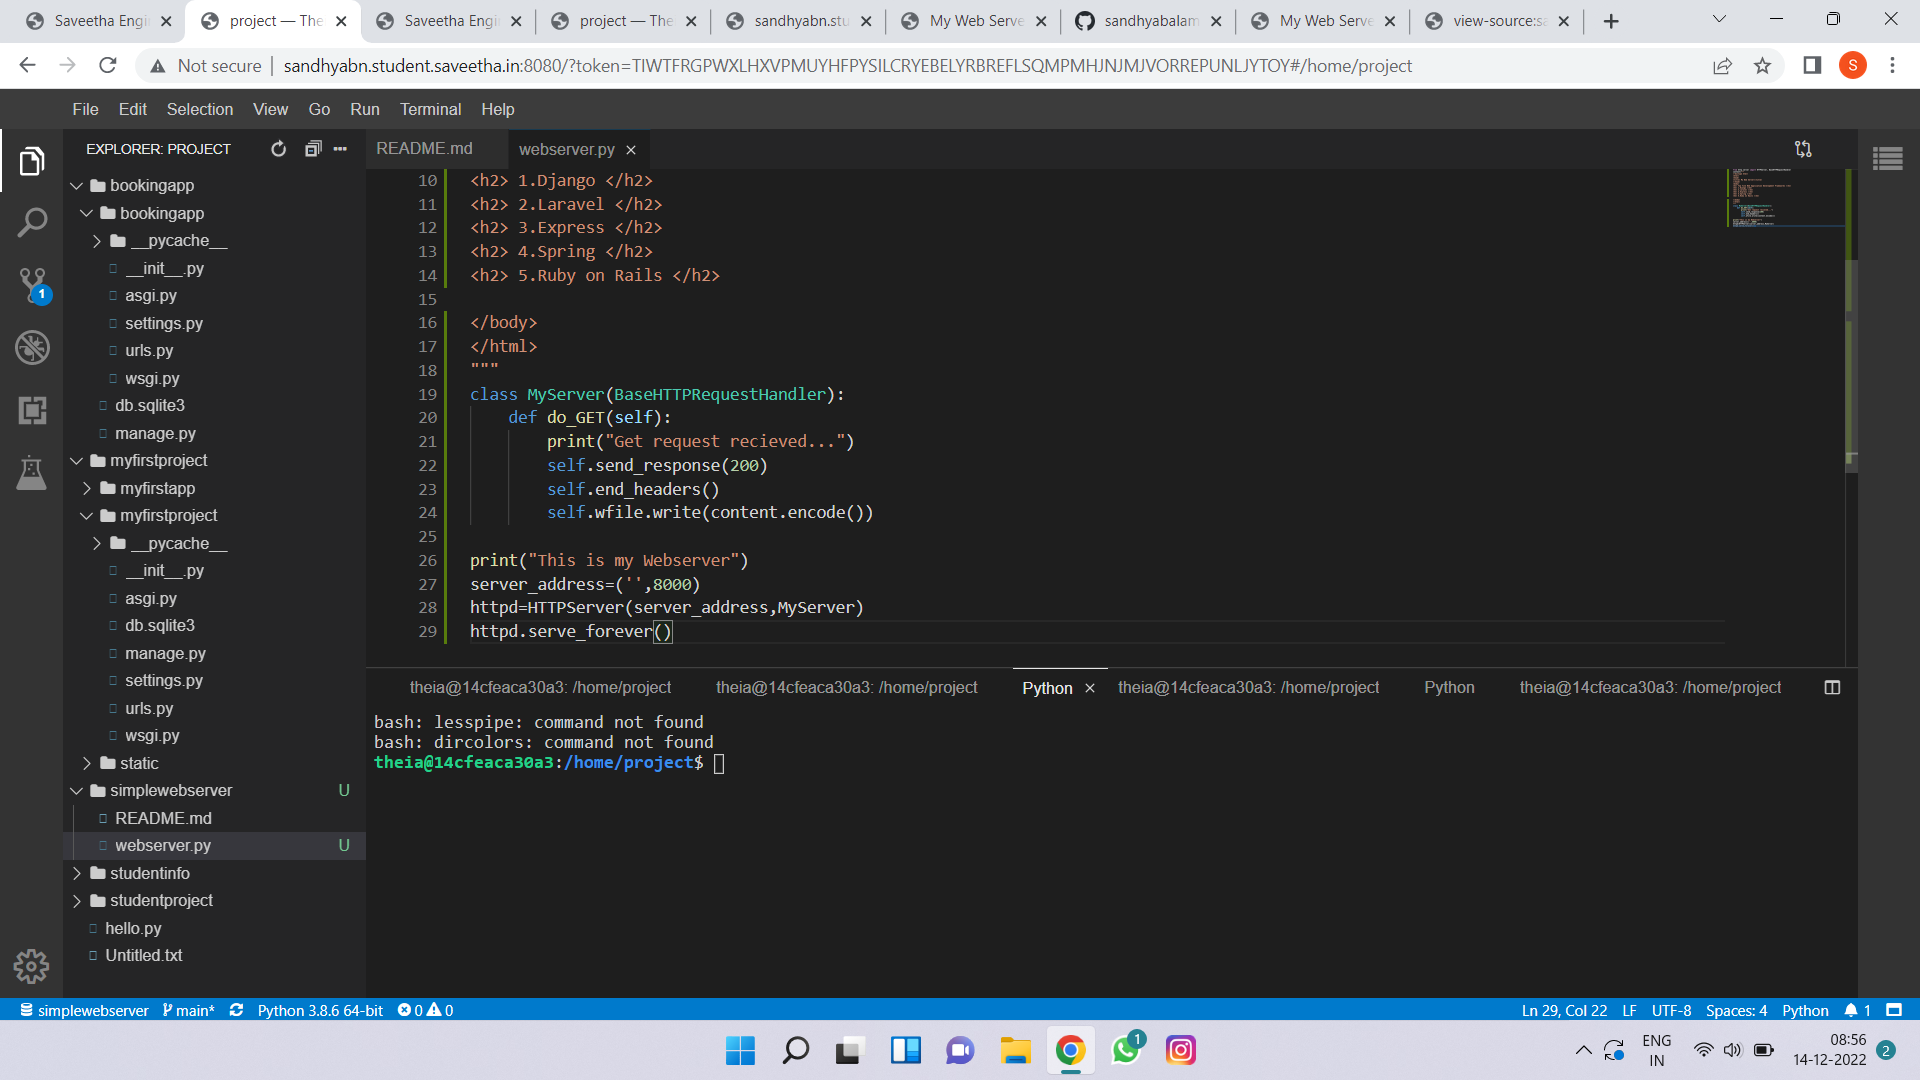 Saveetha Engi
project — The
Saveetha Engi
project — The
sandhyabn.stu
My Web Serve
sandhyabalam
My Web Serve
view-source:sa
Not secure
sandhyabn.student.saveetha.in:8080/?token=TIWTFRGPWXLHXVPMUYHFPYSILCRYEBELYRBREFLSQMPMHJNJMJVORREPUNLJYTOY#/home/project
S
File Edit Selection View Go Run Terminal Help
EXPLORER: PROJECT
bookingapp
bookingapp
__pycache__
__init__.py
asgi.py
settings.py
urls.py
wsgi.py
db.sqlite3
manage.py
myfirstproject
myfirstapp
myfirstproject
__pycache__
__init__.py
asgi.py
db.sqlite3
manage.py
settings.py
urls.py
wsgi.py
static
simplewebserver U
README.md
webserver.py U
studentinfo
studentproject
hello.py
Untitled.txt
1
README.md
webserver.py
10 <h2> 1.Django </h2>
11 <h2> 2.Laravel </h2>
12 <h2> 3.Express </h2>
13 <h2> 4.Spring </h2>
14 <h2> 5.Ruby on Rails </h2>
15
16 </body>
17 </html>
18 """
19 class MyServer(BaseHTTPRequestHandler):
20 def do_GET(self):
21 print("Get request recieved...")
22 self.send_response(200)
23 self.end_headers()
24 self.wfile.write(content.encode())
25
26 print("This is my Webserver")
27 server_address=('',8000)
28 httpd=HTTPServer(server_address,MyServer)
29 httpd.serve_forever()
theia@14cfeaca30a3: /home/project
theia@14cfeaca30a3: /home/project
Python
theia@14cfeaca30a3: /home/project
Python
theia@14cfeaca30a3: /home/project
bash: lesspipe: command not found
bash: dircolors: command not found
theia@14cfeaca30a3:/home/project$
simplewebserver main* Python 3.8.6 64-bit 0 0
Ln 29, Col 22 LF UTF-8 Spaces: 4 Python 1
1
ENG
IN
08:56
14-12-2022
2